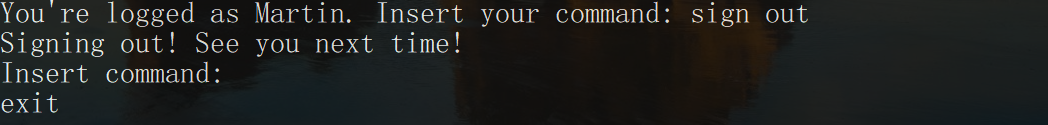 You're logged as Martin. Insert your command: sign out
Signing out! See you next time!
Insert command:
exit